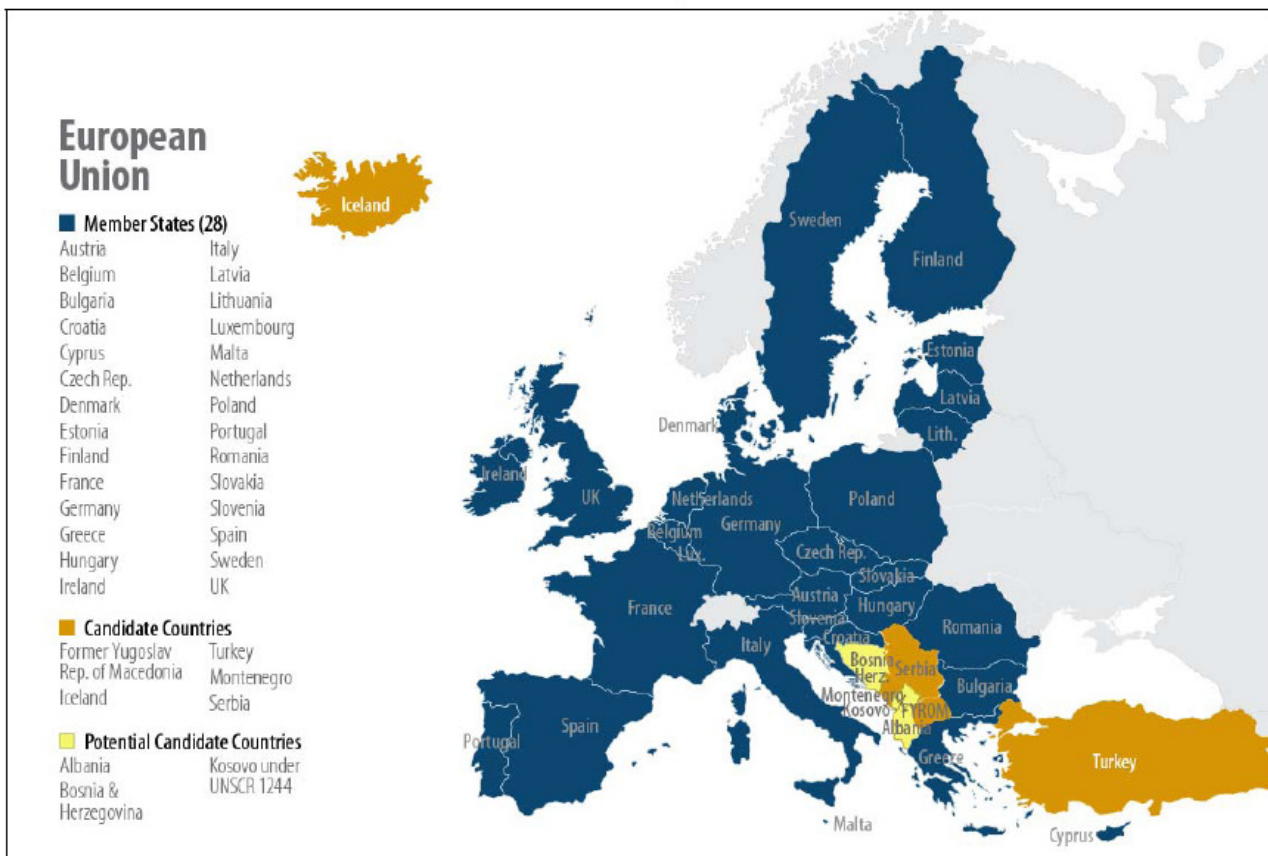 European
Union
Member States (28)
Austria Italy
Belgium Latvia
Bulgaria Lithuania
Croatia Luxembourg
Cyprus Malta
Czech Rep. Netherlands
Denmark Poland
Estonia Portugal
Finland Romania
France Slovakia
Germany Slovenia
Greece Spain
Hungary Sweden
Ireland UK
Candidate Countries
Former Yugoslav Turkey
Rep. of Macedonia Montenegro
Iceland Serbia
Potential Candidate Countries
Albania Kosovo under
Bosnia & UNSCR 1244
Herzegovina
Iceland
Sweden
Finland
Estonia
Latvia
Lith.
Denmark
Ireland
UK
Netherlands
Poland
Belgium
Germany
Lux.
Czech Rep.
Slovakia
Austria
France
Hungary
Slovenia
Romania
Croatia
Italy
Bosnia
Herz.
Serbia
Bulgaria
Montenegro
Kosovo
FYROM
Albania
Portugal
Spain
Greece
Turkey
Malta
Cyprus